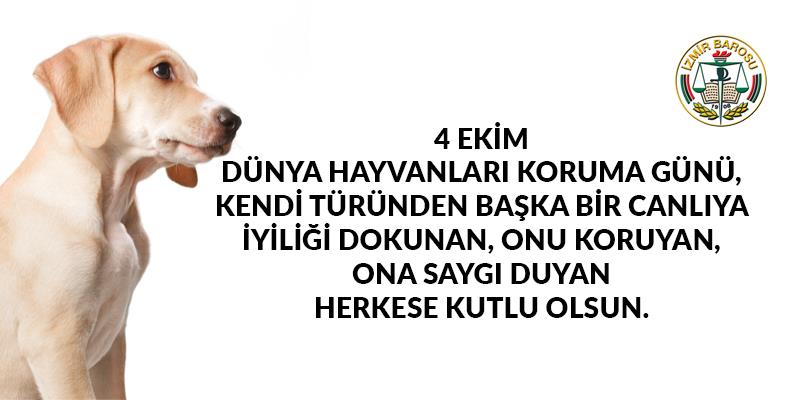 İZMİR BAROSU
1908
4 EKİM
DÜNYA HAYVANLARI KORUMA GÜNÜ,
KENDİ TÜRÜNDEN BAŞKA BİR CANLIYA
İYİLİĞİ DOKUNAN, ONU KORUYAN,
ONA SAYGI DUYAN
HERKESE KUTLU OLSUN.